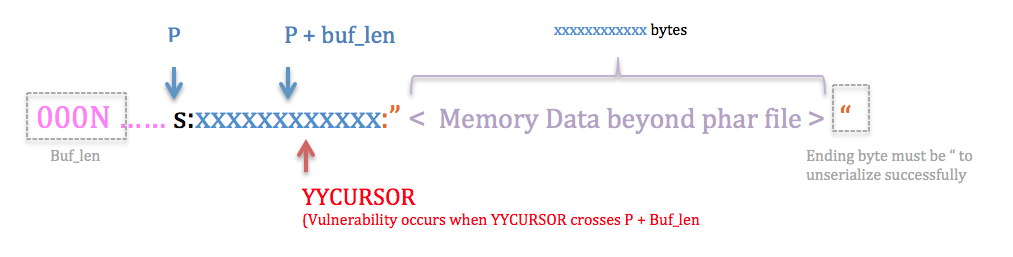 P
P + buf_len
xxxxxxxxxxxx bytes
000N ...... s:xxxxxxxxxxxx:” < Memory Data beyond phar file > “
Buf_len
Ending byte must be “ to
unserialize successfully
YYCURSOR
(Vulnerability occurs when YYCURSOR crosses P + Buf_len